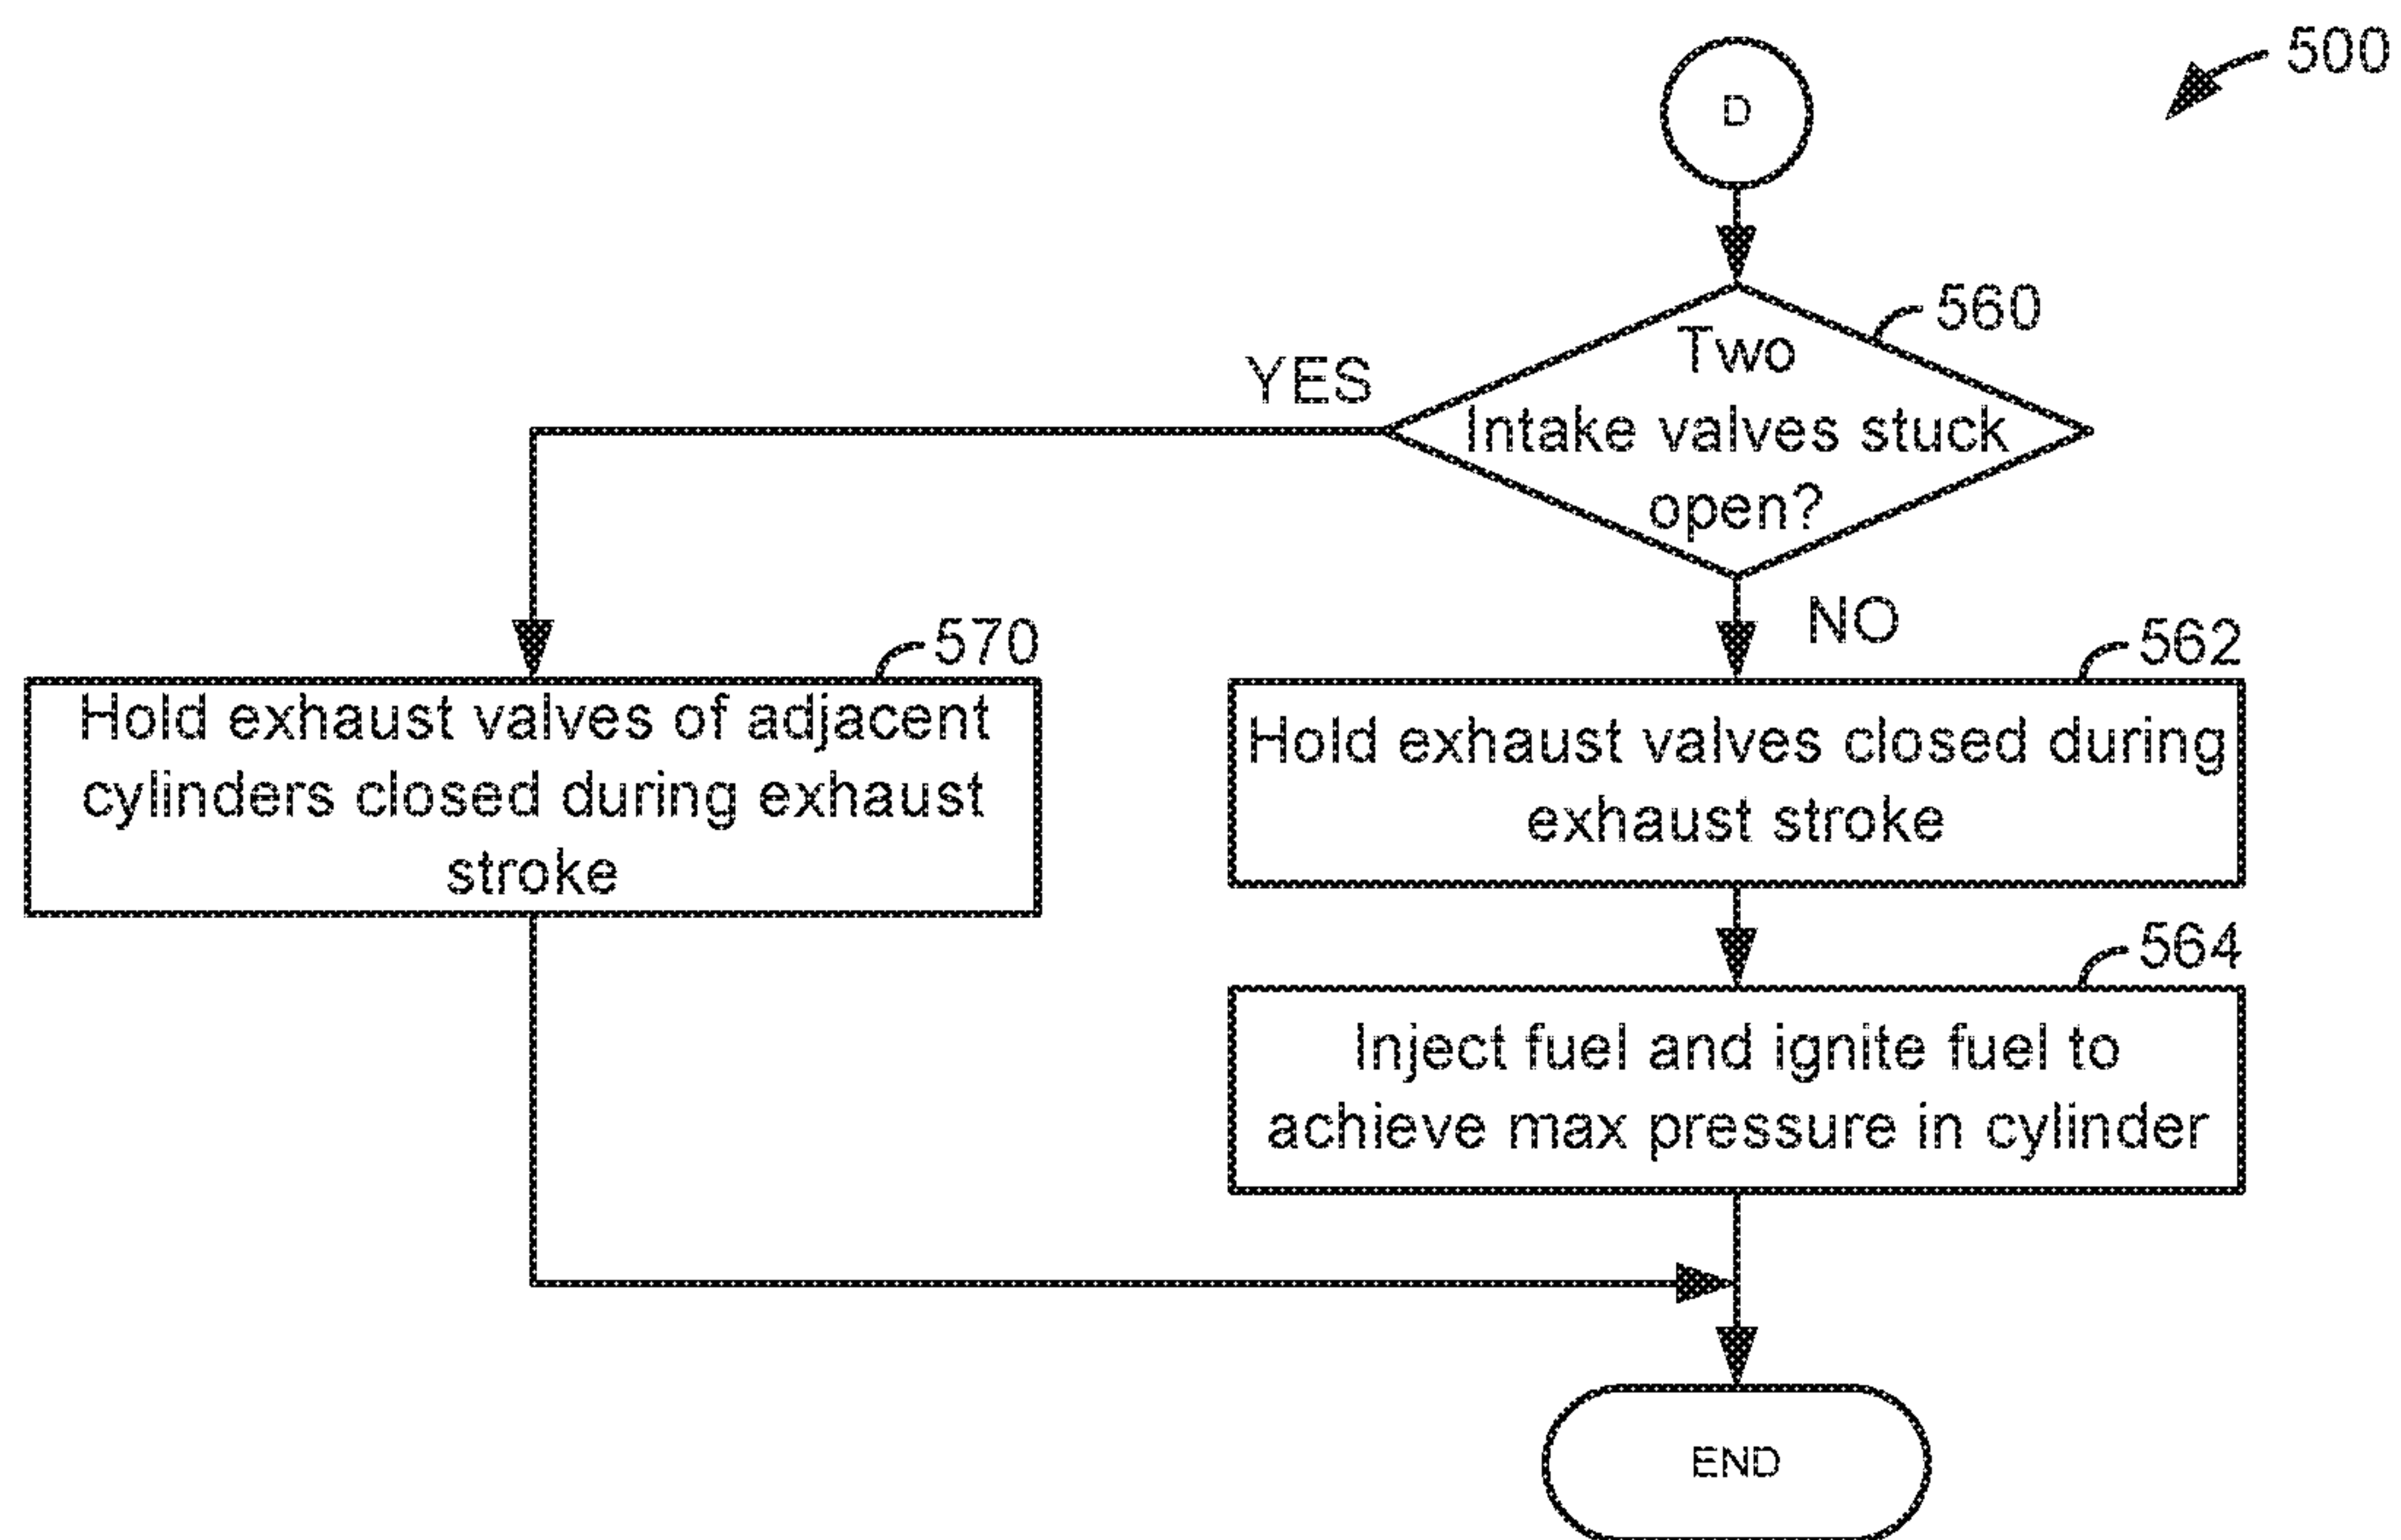 500
D
560
Two
Intake valves stuck
open?
YES
NO
570
Hold exhaust valves of adjacent
cylinders closed during exhaust
stroke
562
Hold exhaust valves closed during
exhaust stroke
564
Inject fuel and ignite fuel to
achieve max pressure in cylinder
END